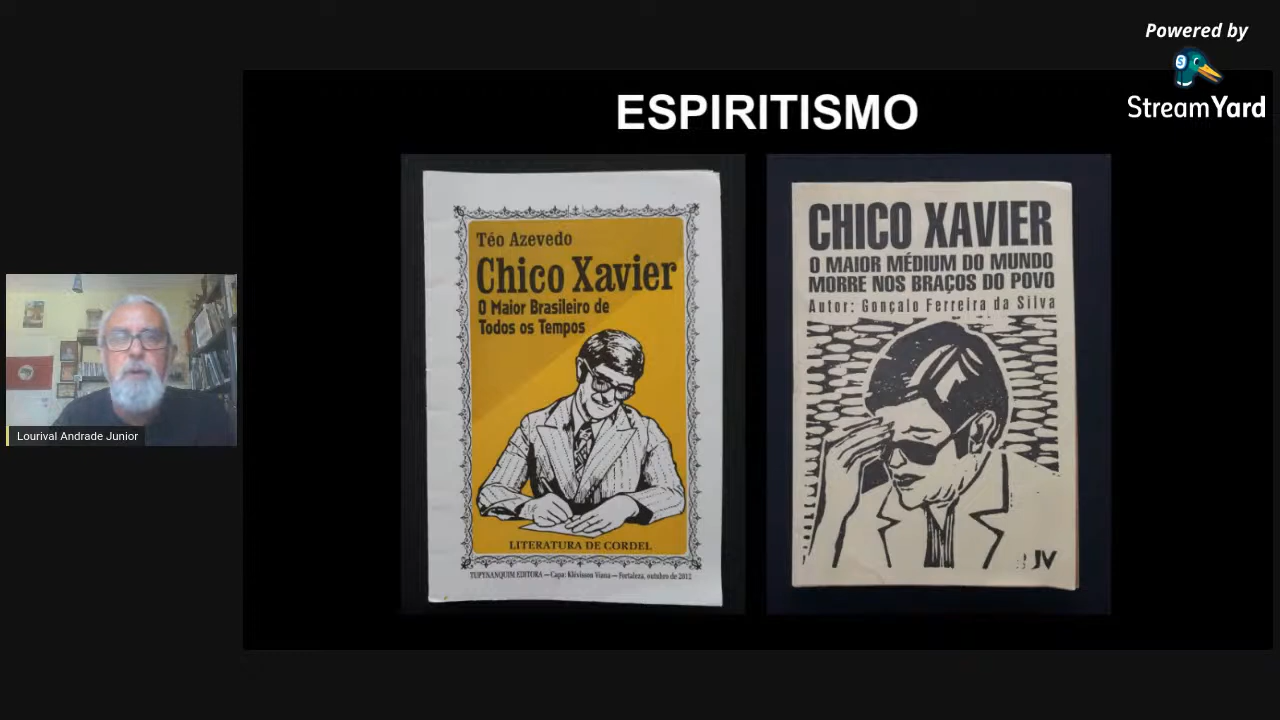 Powered by
StreamYard
ESPIRITISMO
Téo Azevedo
Chico Xavier
O Maior Brasileiro de
Todos os Tempos
LITERATURA DE CORDEL
TUPYNANQUIM EDITORA — Capa: Klévisson Viana — Fortaleza, outubro de 2012
CHICO XAVIER
O MAIOR MÉDIUM DO MUNDO
MORRE NOS BRAÇOS DO POVO
Autor: Gonçalo Ferreira da Silva
JV
Lourival Andrade Junior